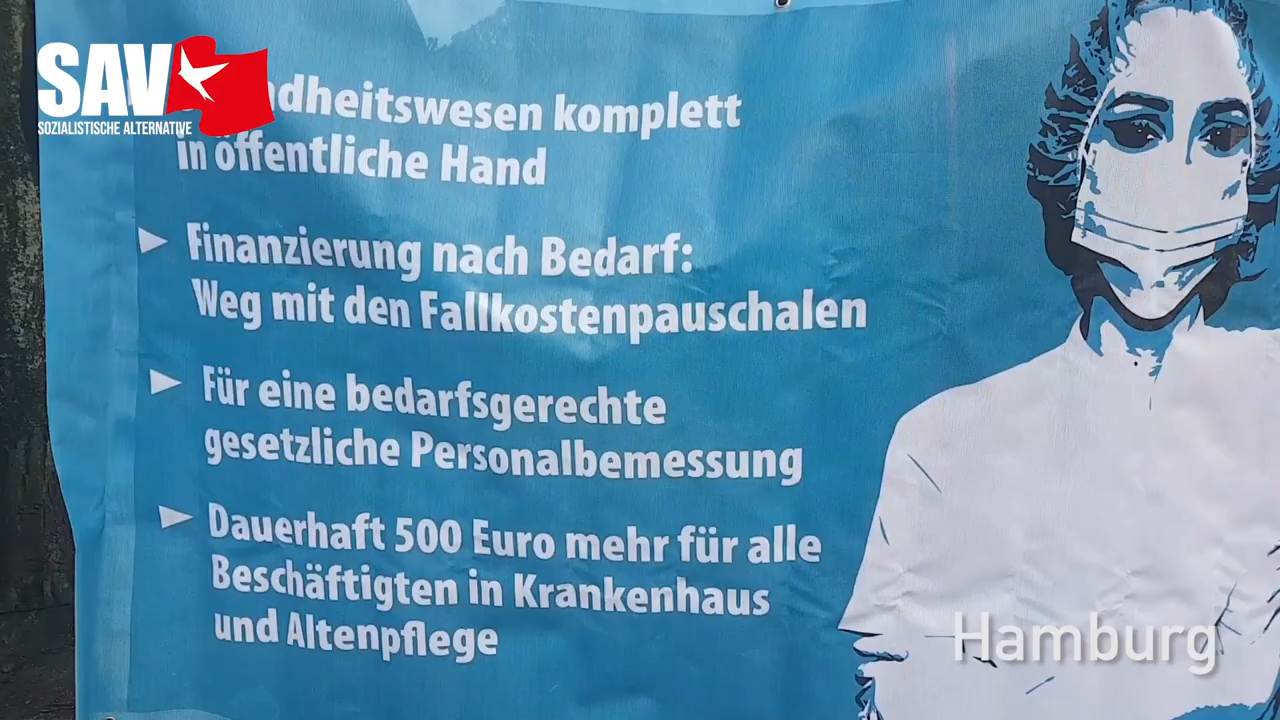 SAV
SOZIALISTISCHE ALTERNATIVE
ndheitswesen komplett
in öffentliche Hand
Finanzierung nach Bedarf:
Weg mit den Fallkostenpauschalen
Für eine bedarfsgerechte
gesetzliche Personalbemessung
Dauerhaft 500 Euro mehr für alle
Beschäftigten in Krankenhaus
und Altenpflege
Hamburg